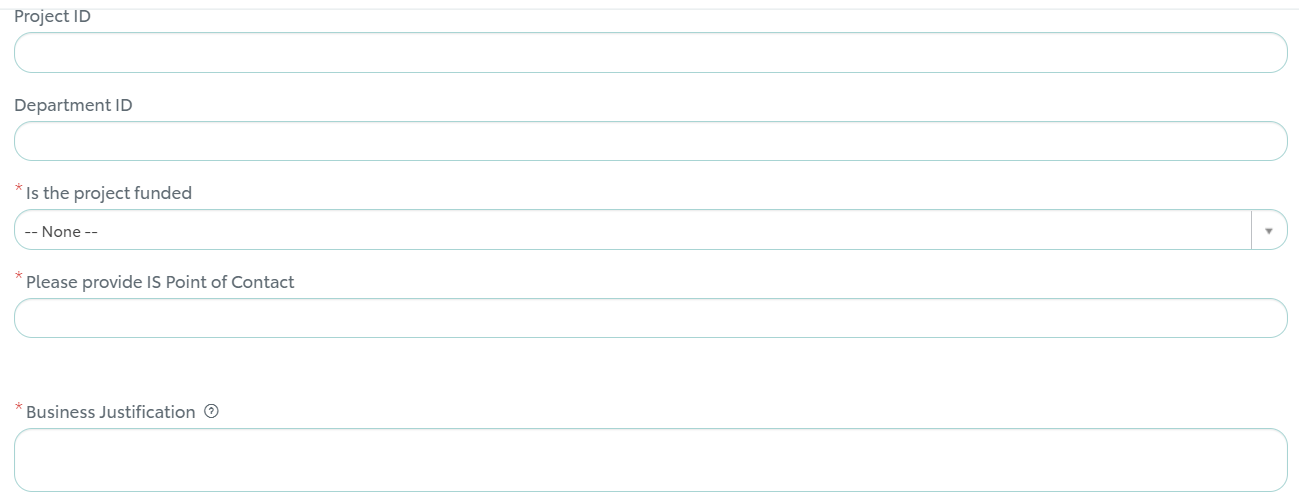 Project ID
Department ID
* Is the project funded
-- None --
* Please provide IS Point of Contact
* Business Justification ?